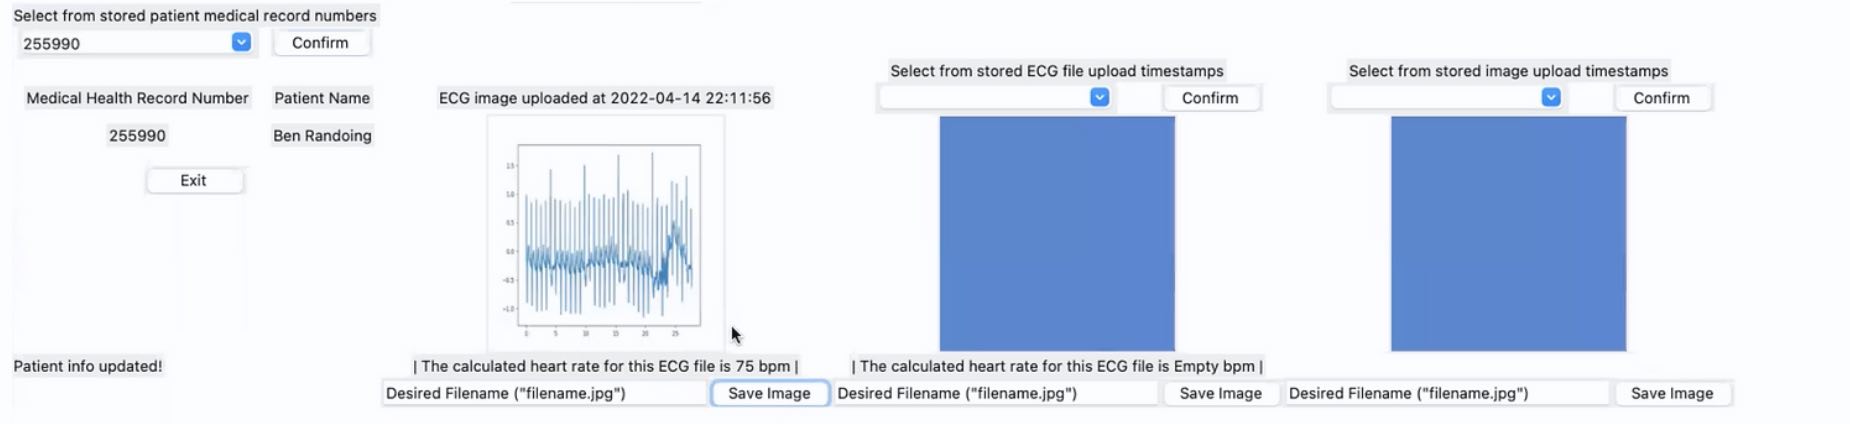 Select from stored patient medical record numbers
255990
Confirm
Medical Health Record Number
Patient Name
255990
Ben Randoing
Exit
Patient info updated!
ECG image uploaded at 2022-04-14 22:11:56
1.5
1.0
0.5
0.0
-0.5
-1.0
0 5 10 15 20 25
| The calculated heart rate for this ECG file is 75 bpm |
Desired Filename ("filename.jpg")
Save Image
Select from stored ECG file upload timestamps
Confirm
| The calculated heart rate for this ECG file is Empty bpm |
Desired Filename ("filename.jpg")
Save Image
Select from stored image upload timestamps
Confirm
Desired Filename ("filename.jpg")
Save Image